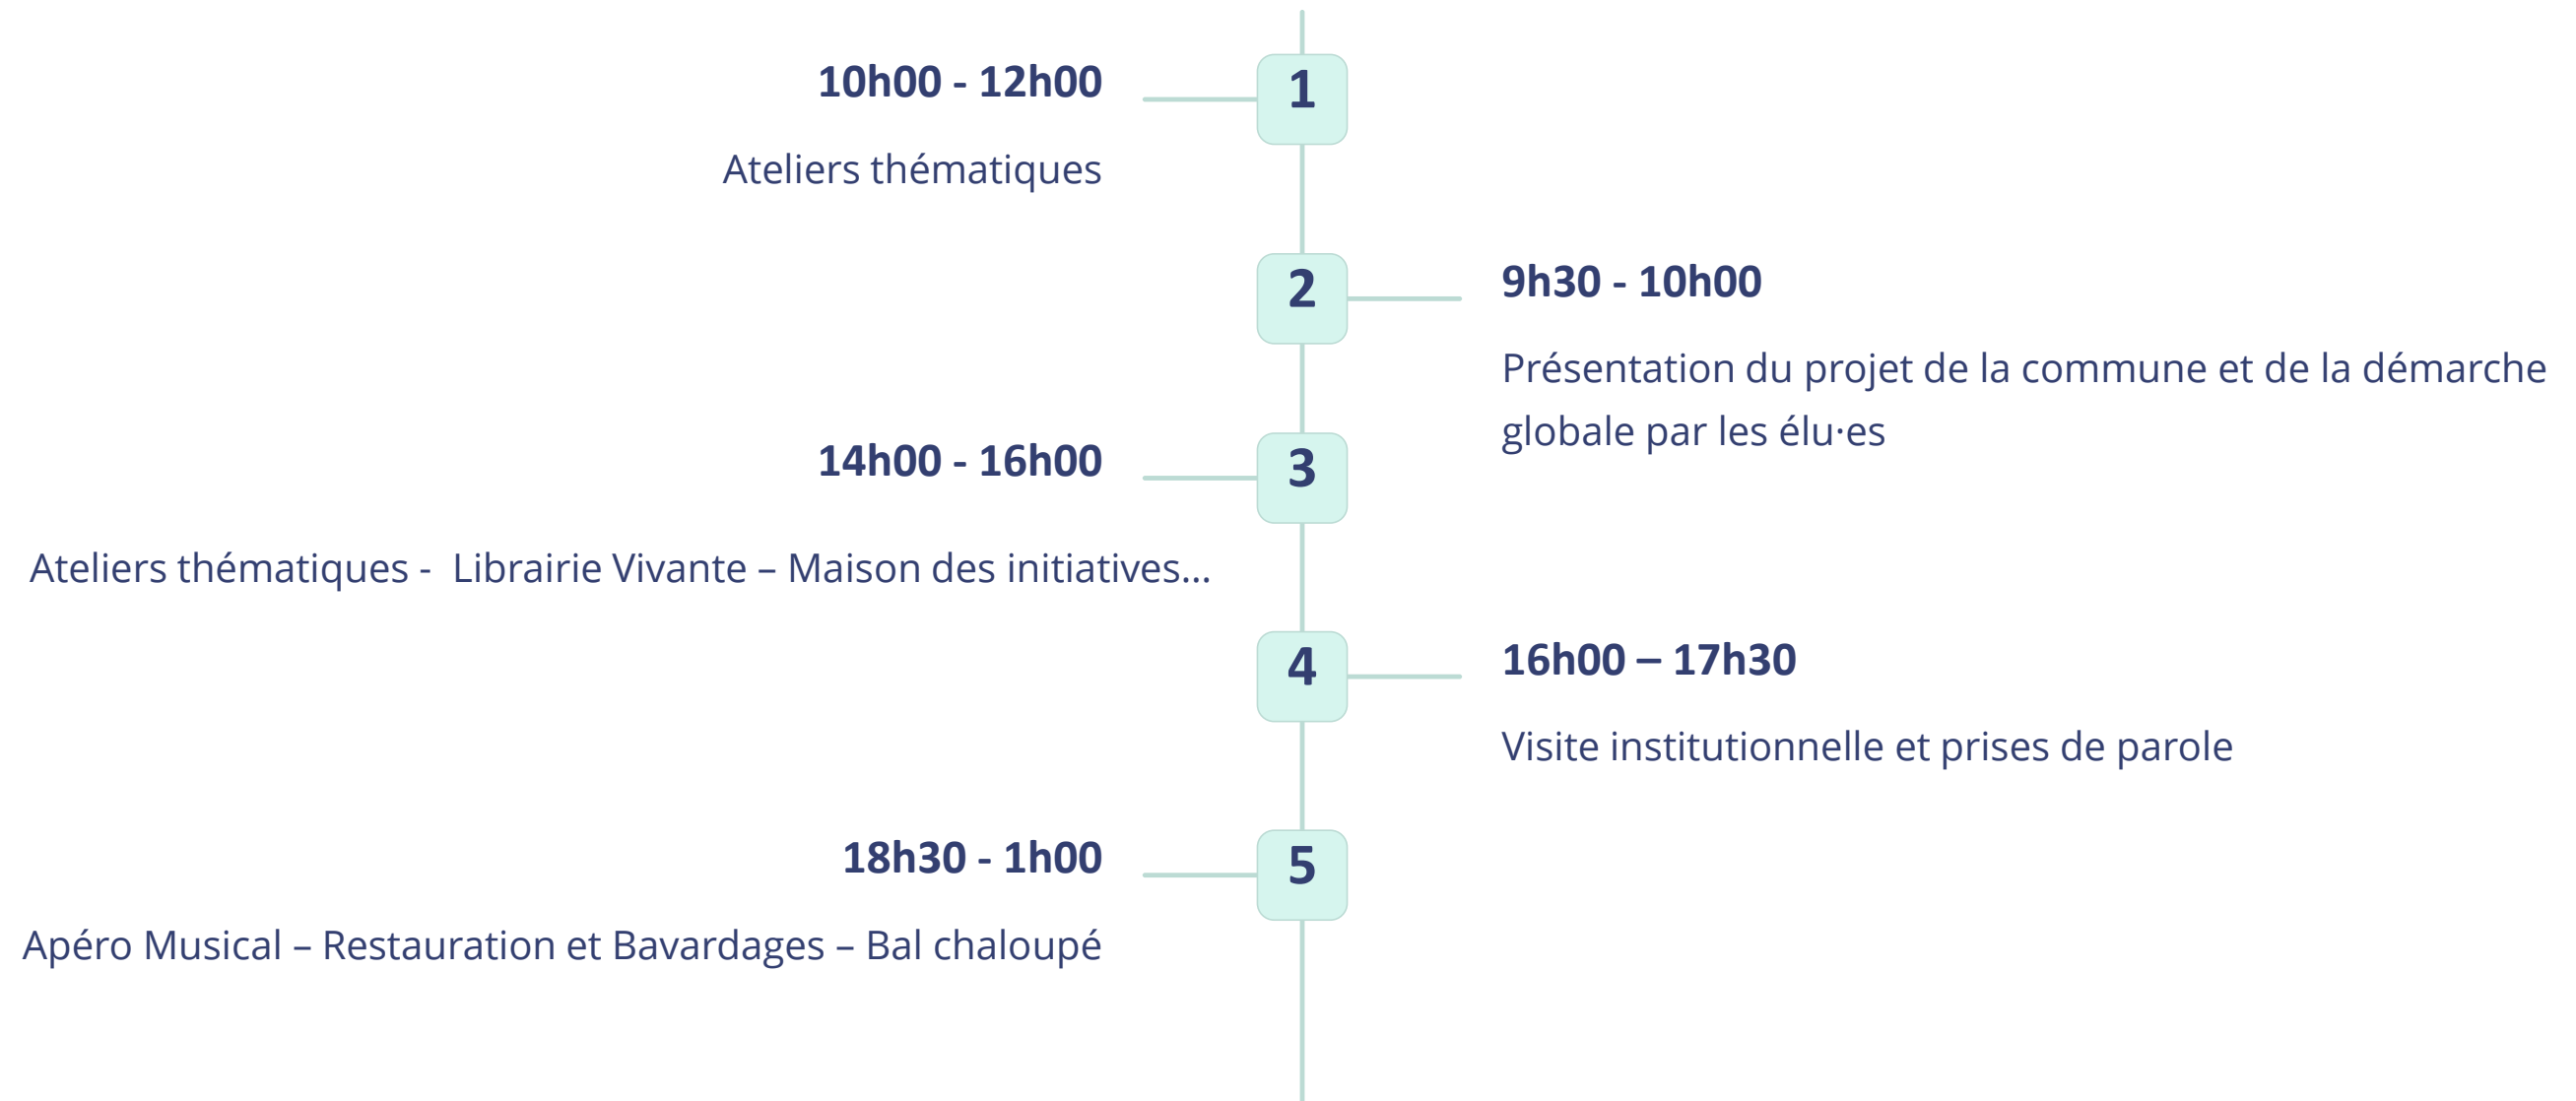 1
10h00 - 12h00
Ateliers thématiques
2
9h30 - 10h00
Présentation du projet de la commune et de la démarche
globale par les élu·es
3
14h00 - 16h00
Ateliers thématiques -  Librairie Vivante – Maison des initiatives...
4
16h00 – 17h30
Visite institutionnelle et prises de parole
5
18h30 - 1h00
Apéro Musical – Restauration et Bavardages – Bal chaloupé